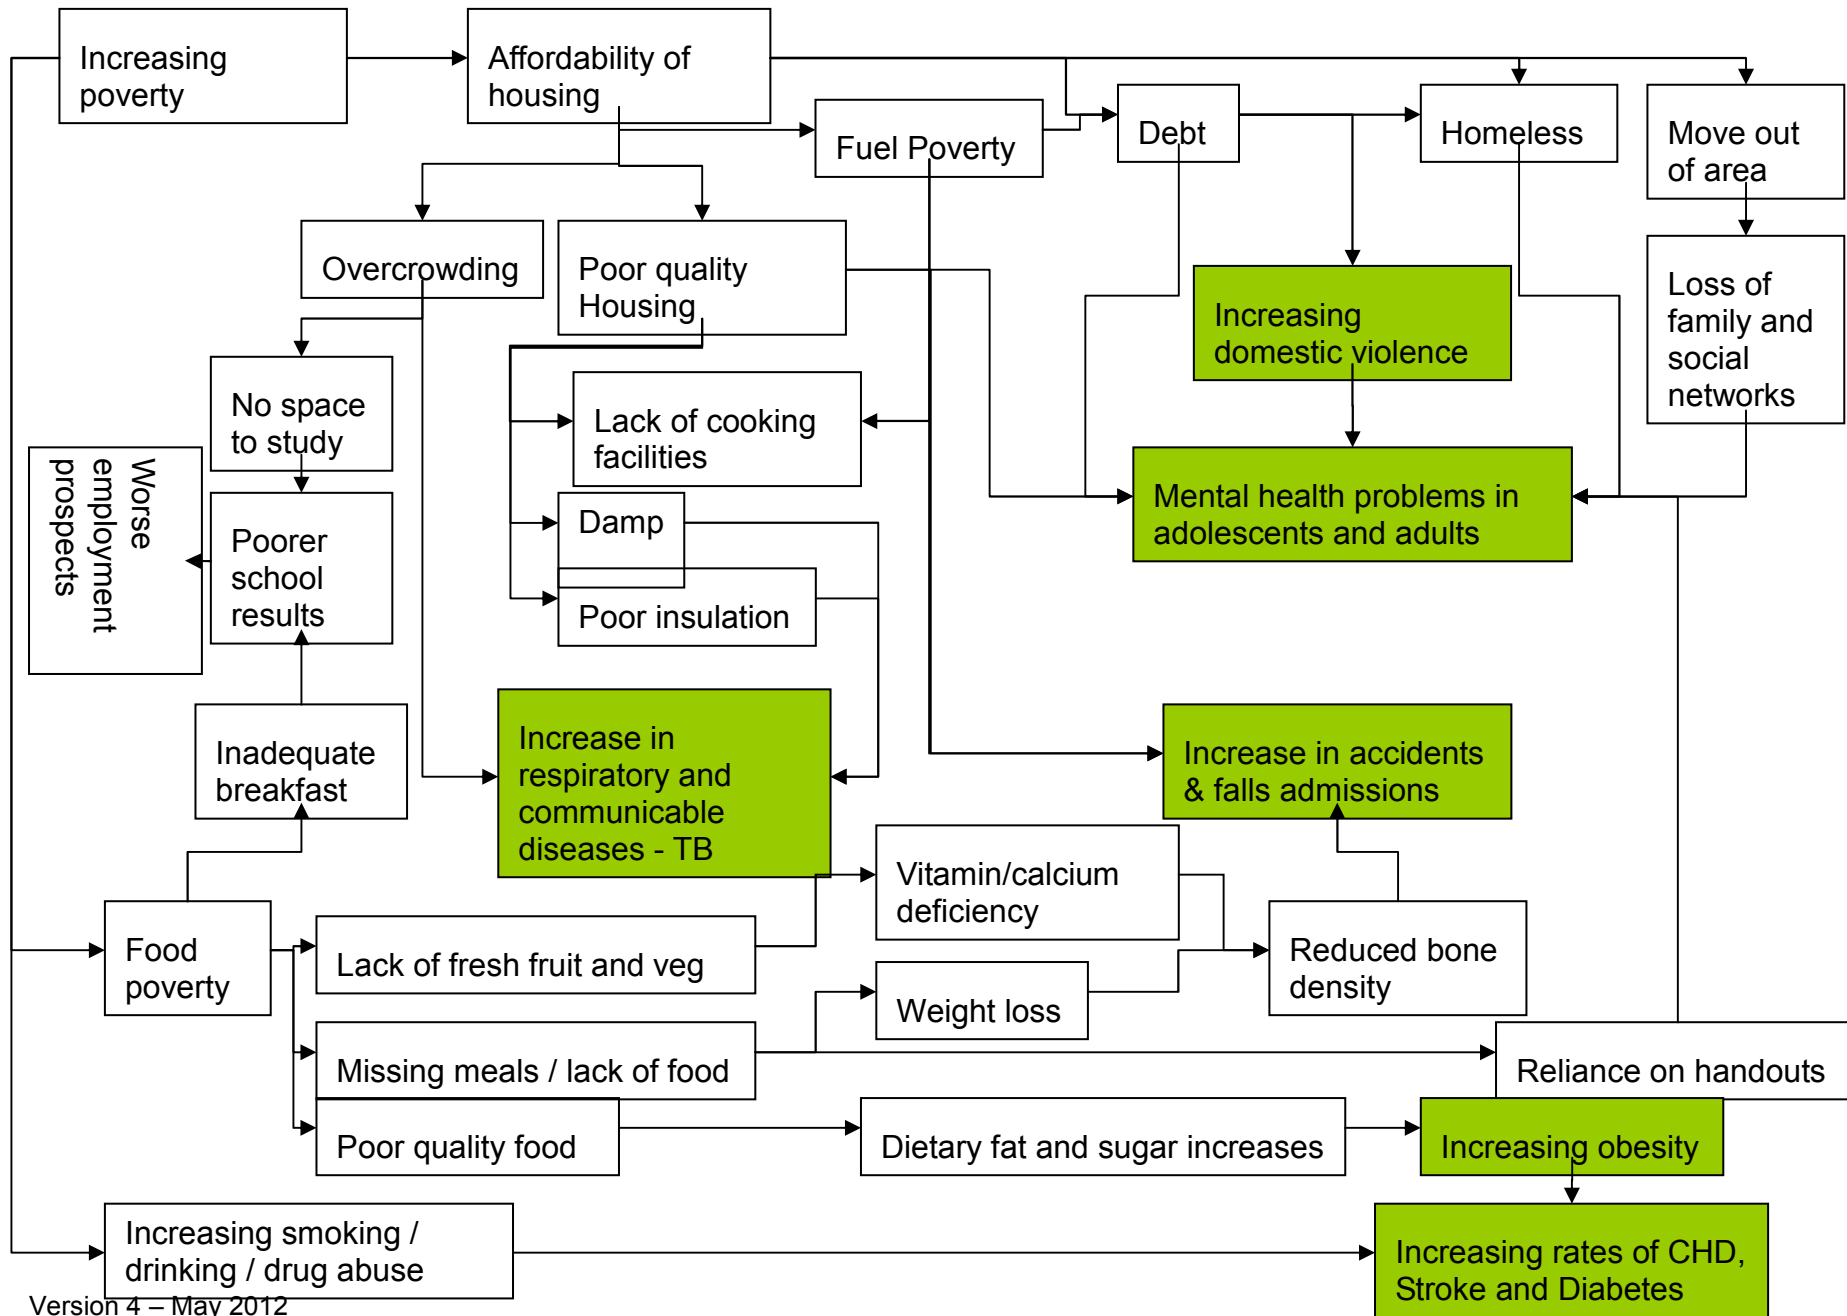 Increasing
poverty
Affordability of
housing
Fuel Poverty
Debt
Homeless
Move out
of area
Overcrowding
Poor quality
Housing
Increasing
domestic violence
Loss of
family and
social
networks
No space
to study
Lack of cooking
facilities
Worse
employment
prospects
Poorer
school
results
Damp
Poor insulation
Mental health problems in
adolescents and adults
Inadequate
breakfast
Increase in
respiratory and
communicable
diseases - TB
Increase in accidents
& falls admissions
Vitamin/calcium
deficiency
Food
poverty
Lack of fresh fruit and veg
Reduced bone
density
Weight loss
Missing meals / lack of food
Reliance on handouts
Poor quality food
Dietary fat and sugar increases
Increasing obesity
Increasing smoking /
drinking / drug abuse
Increasing rates of CHD,
Stroke and Diabetes
Version 4 – May 2012